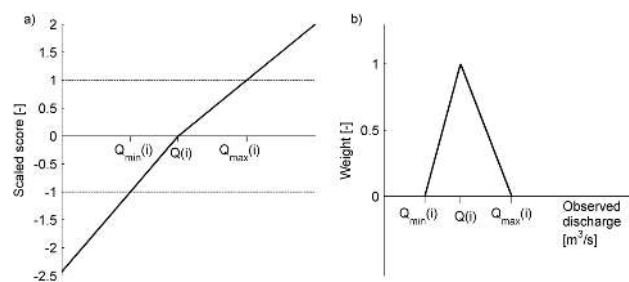 a)
2
1.5
1
0.5
0
-0.5
-1
-1.5
-2
-2.5
Scaled score [-]
Qmin(i)
Q(i)
Qmax(i)
b)
1
0.5
0
Weight [-]
Qmin(i)
Q(i)
Qmax(i)
Observed
discharge
[m³/s]